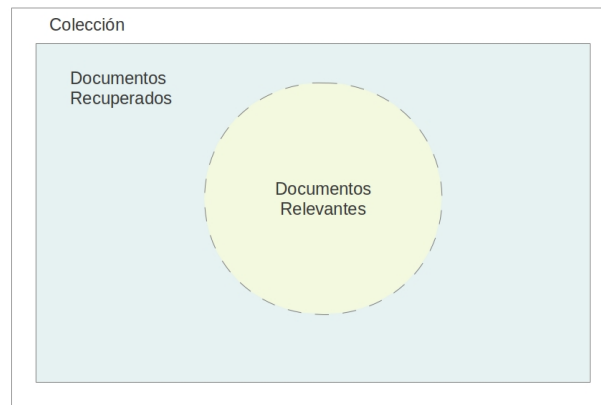 Colección
Documentos
Recuperados
Documentos
Relevantes